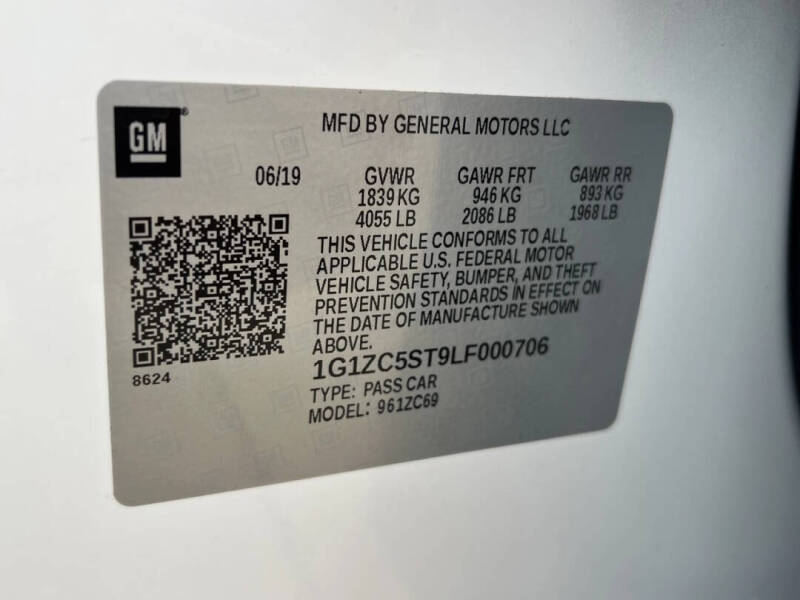 GM®
MFD BY GENERAL MOTORS LLC
06/19 GVWR GAWR FRT GAWR RR
1839 KG 946 KG 893 KG
4055 LB 2086 LB 1968 LB
THIS VEHICLE CONFORMS TO ALL
APPLICABLE U.S. FEDERAL MOTOR
VEHICLE SAFETY, BUMPER, AND THEFT
PREVENTION STANDARDS IN EFFECT ON
THE DATE OF MANUFACTURE SHOWN
ABOVE.
8624
1G1ZC5ST9LF000706
TYPE: PASS CAR
MODEL: 961ZC69